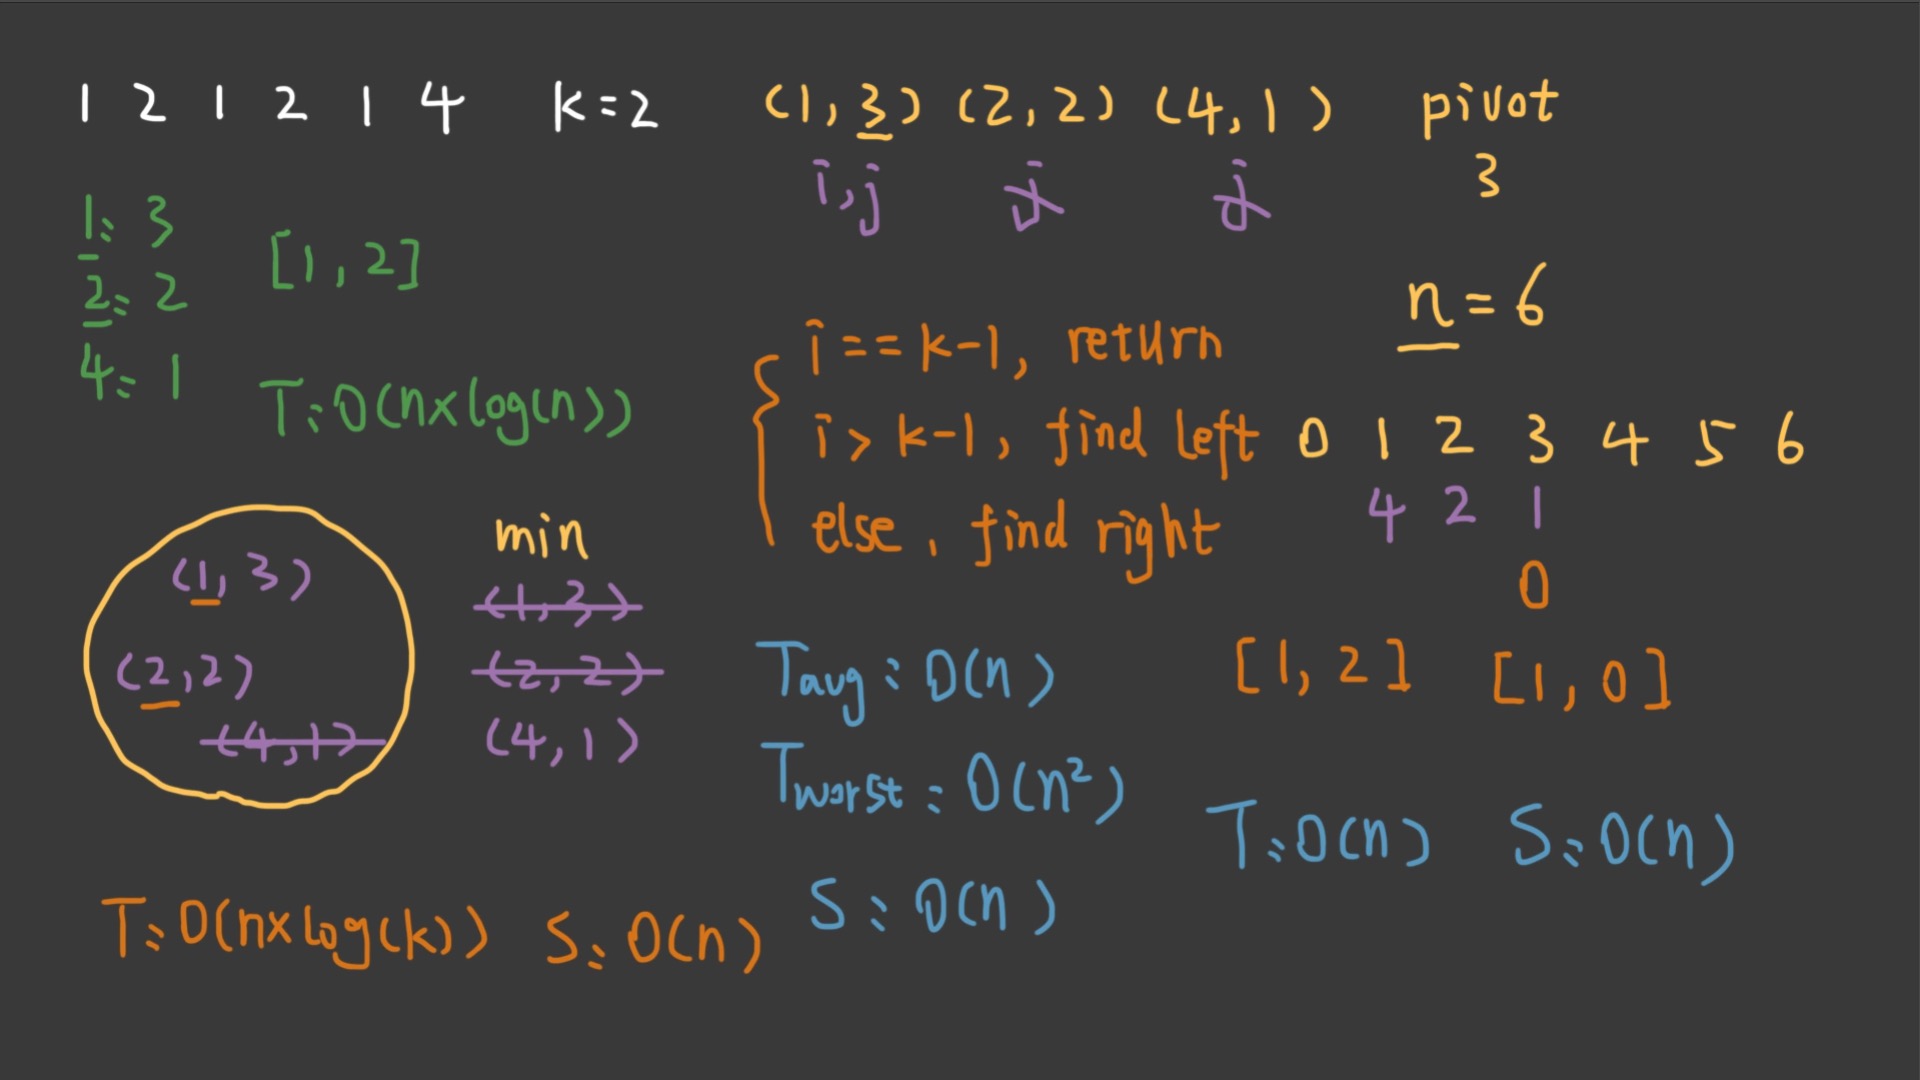 1 2 1 2 1 4 k=2
1: 3
2: 2
4: 1
[1, 2]
T: O(n×log(n))
(1, 3)
(2, 2)
(4, 1)
min
(1, 3)
(2, 2)
(4, 1)
T: O(n×log(k)) S: O(n)
(1, 3) (2, 2) (4, 1) pivot
i, j j j 3
i == k-1, return
i > k-1, find left
else, find right
Tavg: O(n)
Tworst: O(n²)
S: O(n)
n = 6
0 1 2 3 4 5 6
4 2 1
0
[1, 2] [1, 0]
T: O(n) S: O(n)